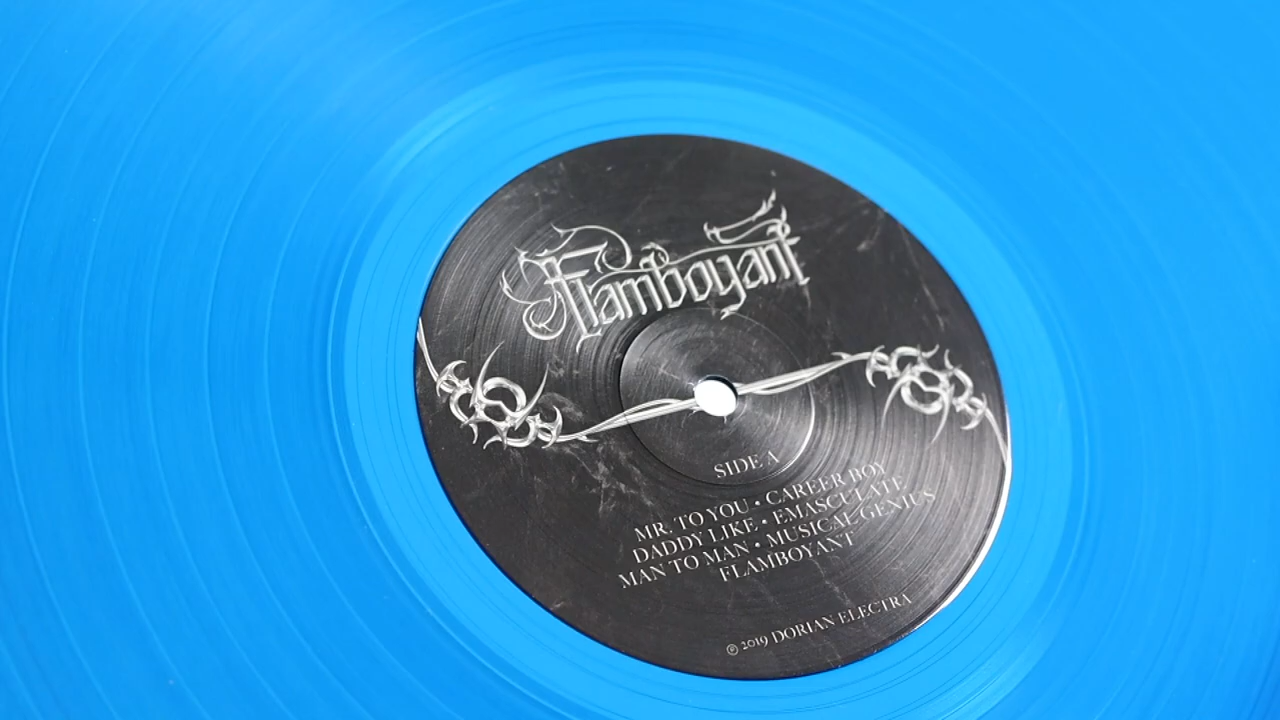 Flamboyant
SIDE A
MR. TO YOU • CAREER BOY
DADDY LIKE • EMASCULATE
MAN TO MAN • MUSICAL GENIUS
FLAMBOYANT
℗ 2019 DORIAN ELECTRA